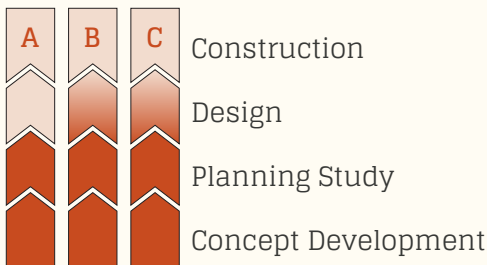 A B C
Construction
Design
Planning Study
Concept Development